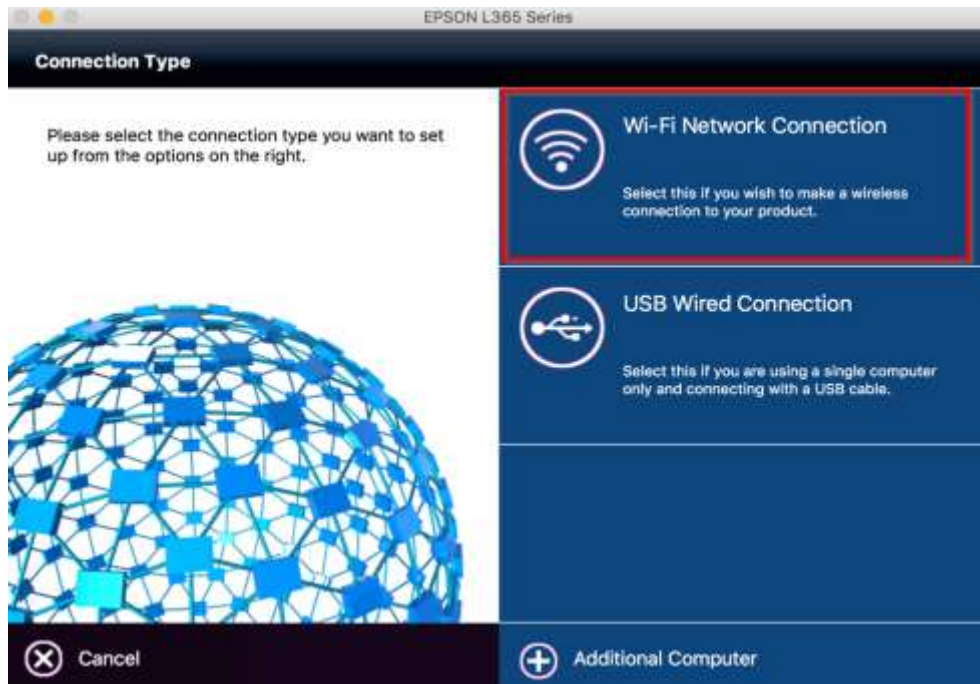 EPSON L365 Series
Connection Type
Please select the connection type you want to set
up from the options on the right.
Wi-Fi Network Connection
Select this if you wish to make a wireless
connection to your product.
USB Wired Connection
Select this if you are using a single computer
only and connecting with a USB cable.
Cancel
Additional Computer